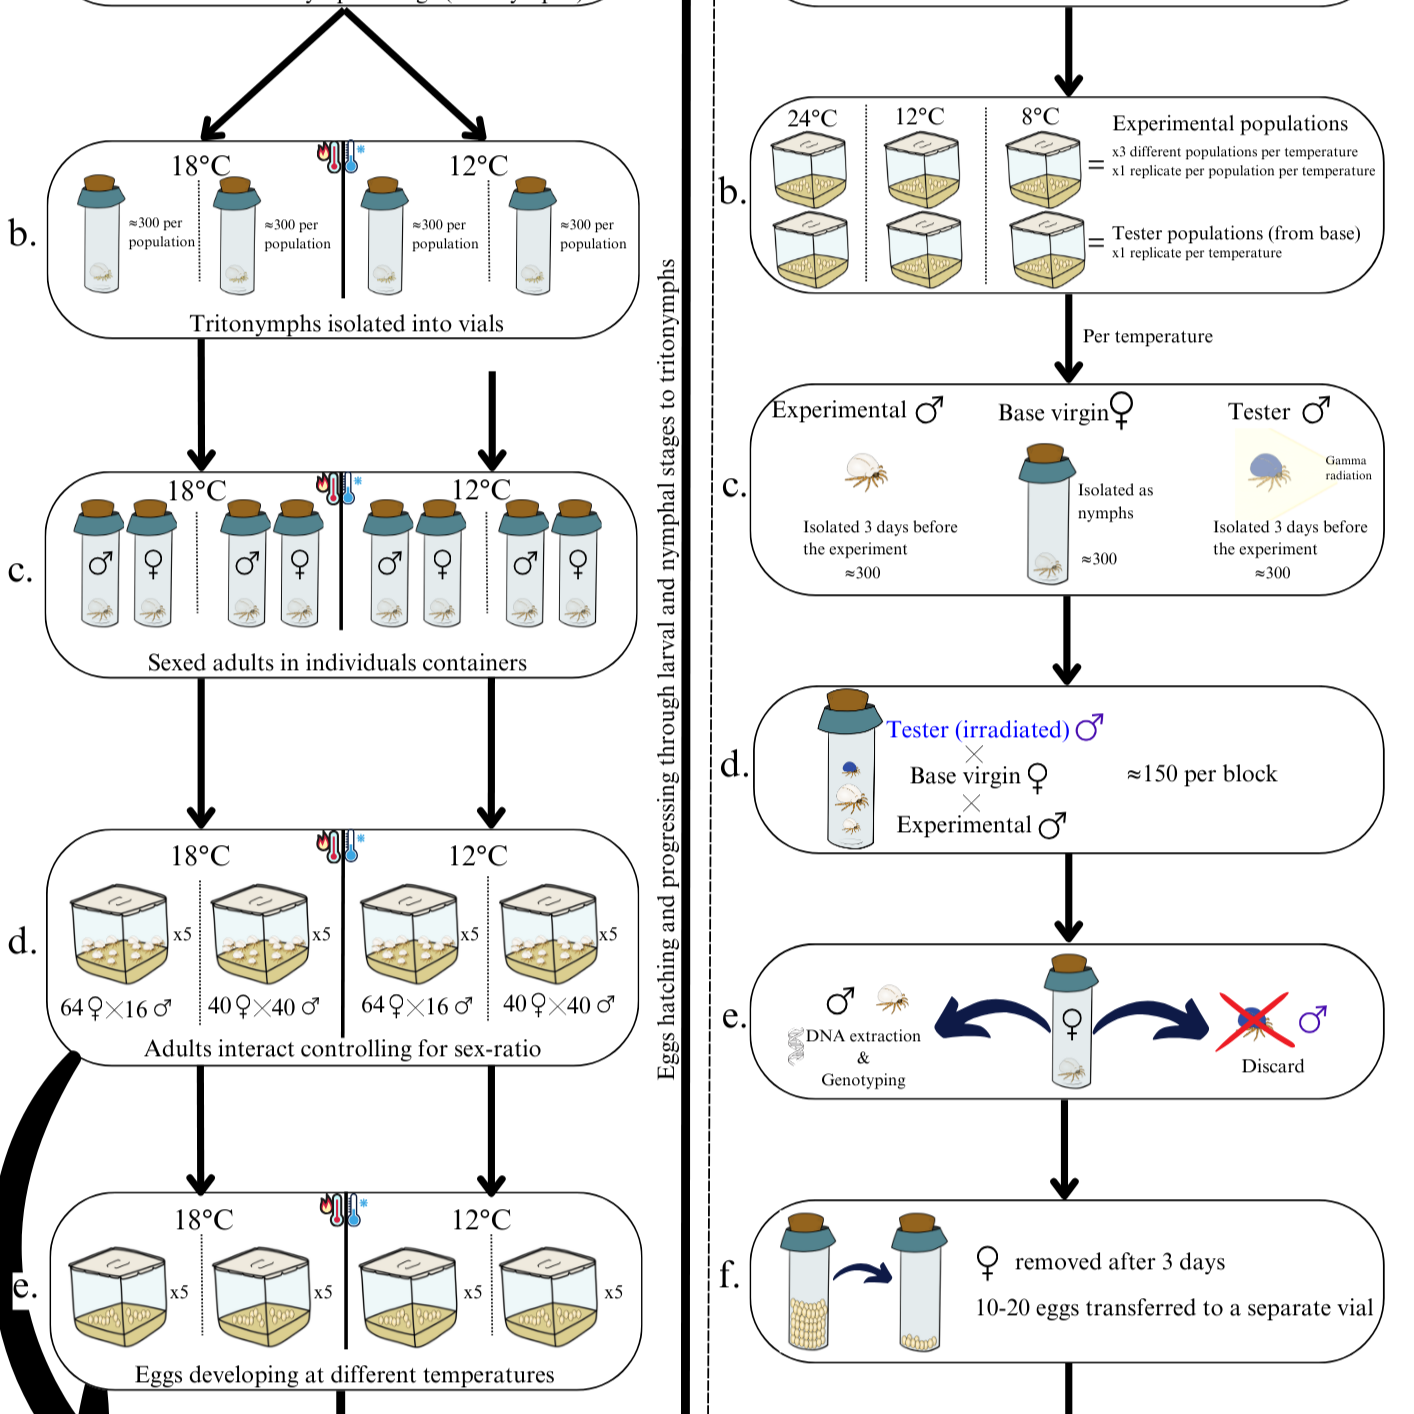 b.
18°C
12°C
≈300 per
population
≈300 per
population
≈300 per
population
≈300 per
population
Tritonymphs isolated into vials
c.
18°C
12°C
♂ ♀ ♂ ♀ ♂ ♀ ♂ ♀
Sexed adults in individuals containers
d.
18°C
12°C
x5
x5
x5
x5
64♀×16♂
40♀×40♂
64♀×16♂
40♀×40♂
Adults interact controlling for sex-ratio
e.
18°C
12°C
x5
x5
x5
x5
Eggs developing at different temperatures
Eggs hatching and progressing through larval and nymphal stages to tritonymphs
b.
24°C
12°C
8°C
Experimental populations
x3 different populations per temperature
x1 replicate per population per temperature
=
Tester populations (from base)
=
x1 replicate per temperature
Per temperature
c.
Experimental ♂
Isolated 3 days before
the experiment
≈300
Base virgin♀
Isolated as
nymphs
≈300
Tester ♂
Gamma
radiation
Isolated 3 days before
the experiment
≈300
d.
Tester (irradiated)♂
×
Base virgin ♀
×
Experimental ♂
≈150 per block
e.
♂
DNA extraction
&
Genotyping
♀
♂
Discard
f.
♀ removed after 3 days
10-20 eggs transferred to a separate vial